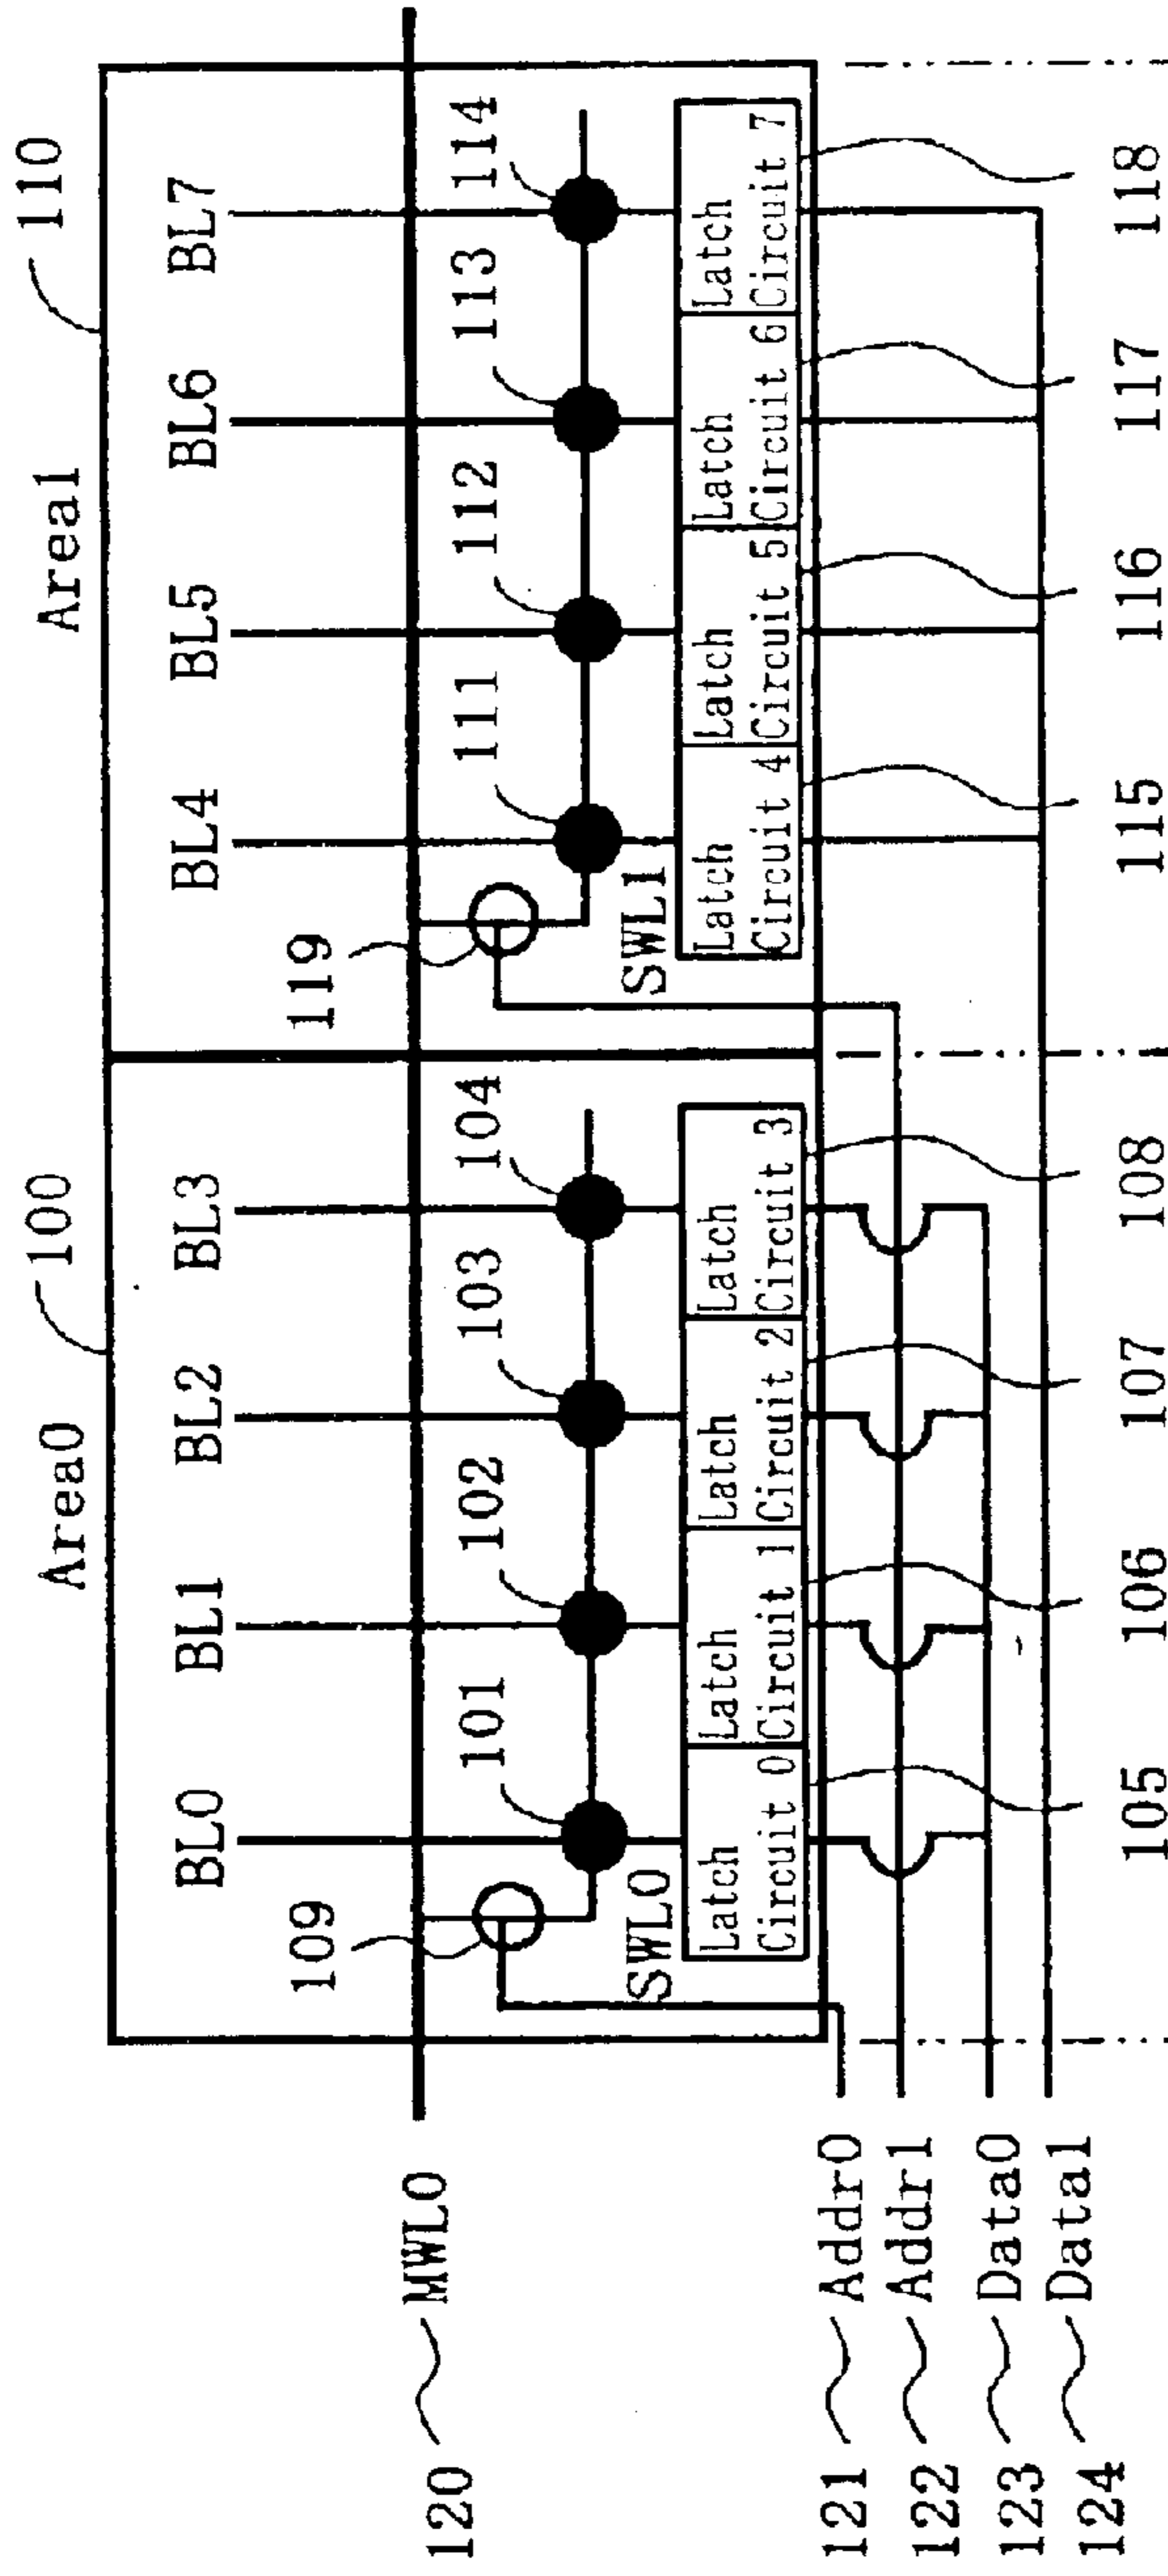 Area0
100
Area1
110
BL0
BL1
BL2
BL3
BL4
BL5
BL6
BL7
120
MWL0
109
101
102
103
104
119
111
112
113
114
SWL0
SWL1
Latch
Circuit 0
Latch
Circuit 1
Latch
Circuit 2
Latch
Circuit 3
Latch
Circuit 4
Latch
Circuit 5
Latch
Circuit 6
Latch
Circuit 7
121
Addr0
122
Addr1
123
Data0
124
Data1
105
106
107
108
115
116
117
118